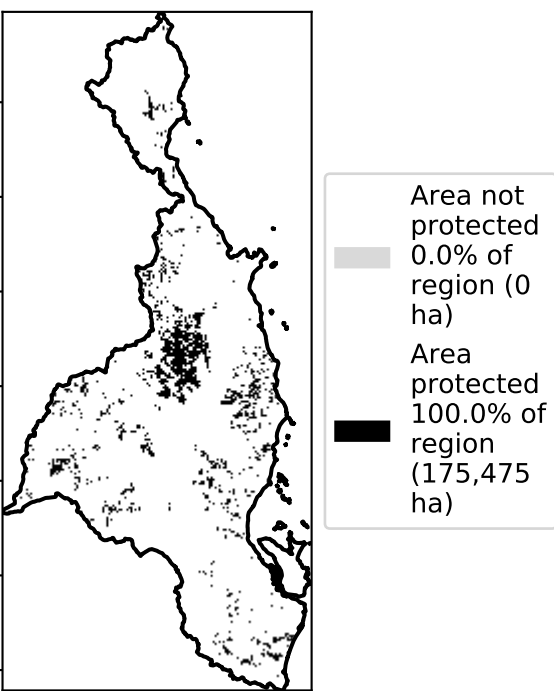 Area not
protected
0.0% of
region (0
ha)
Area
protected
100.0% of
region
(175,475
ha)